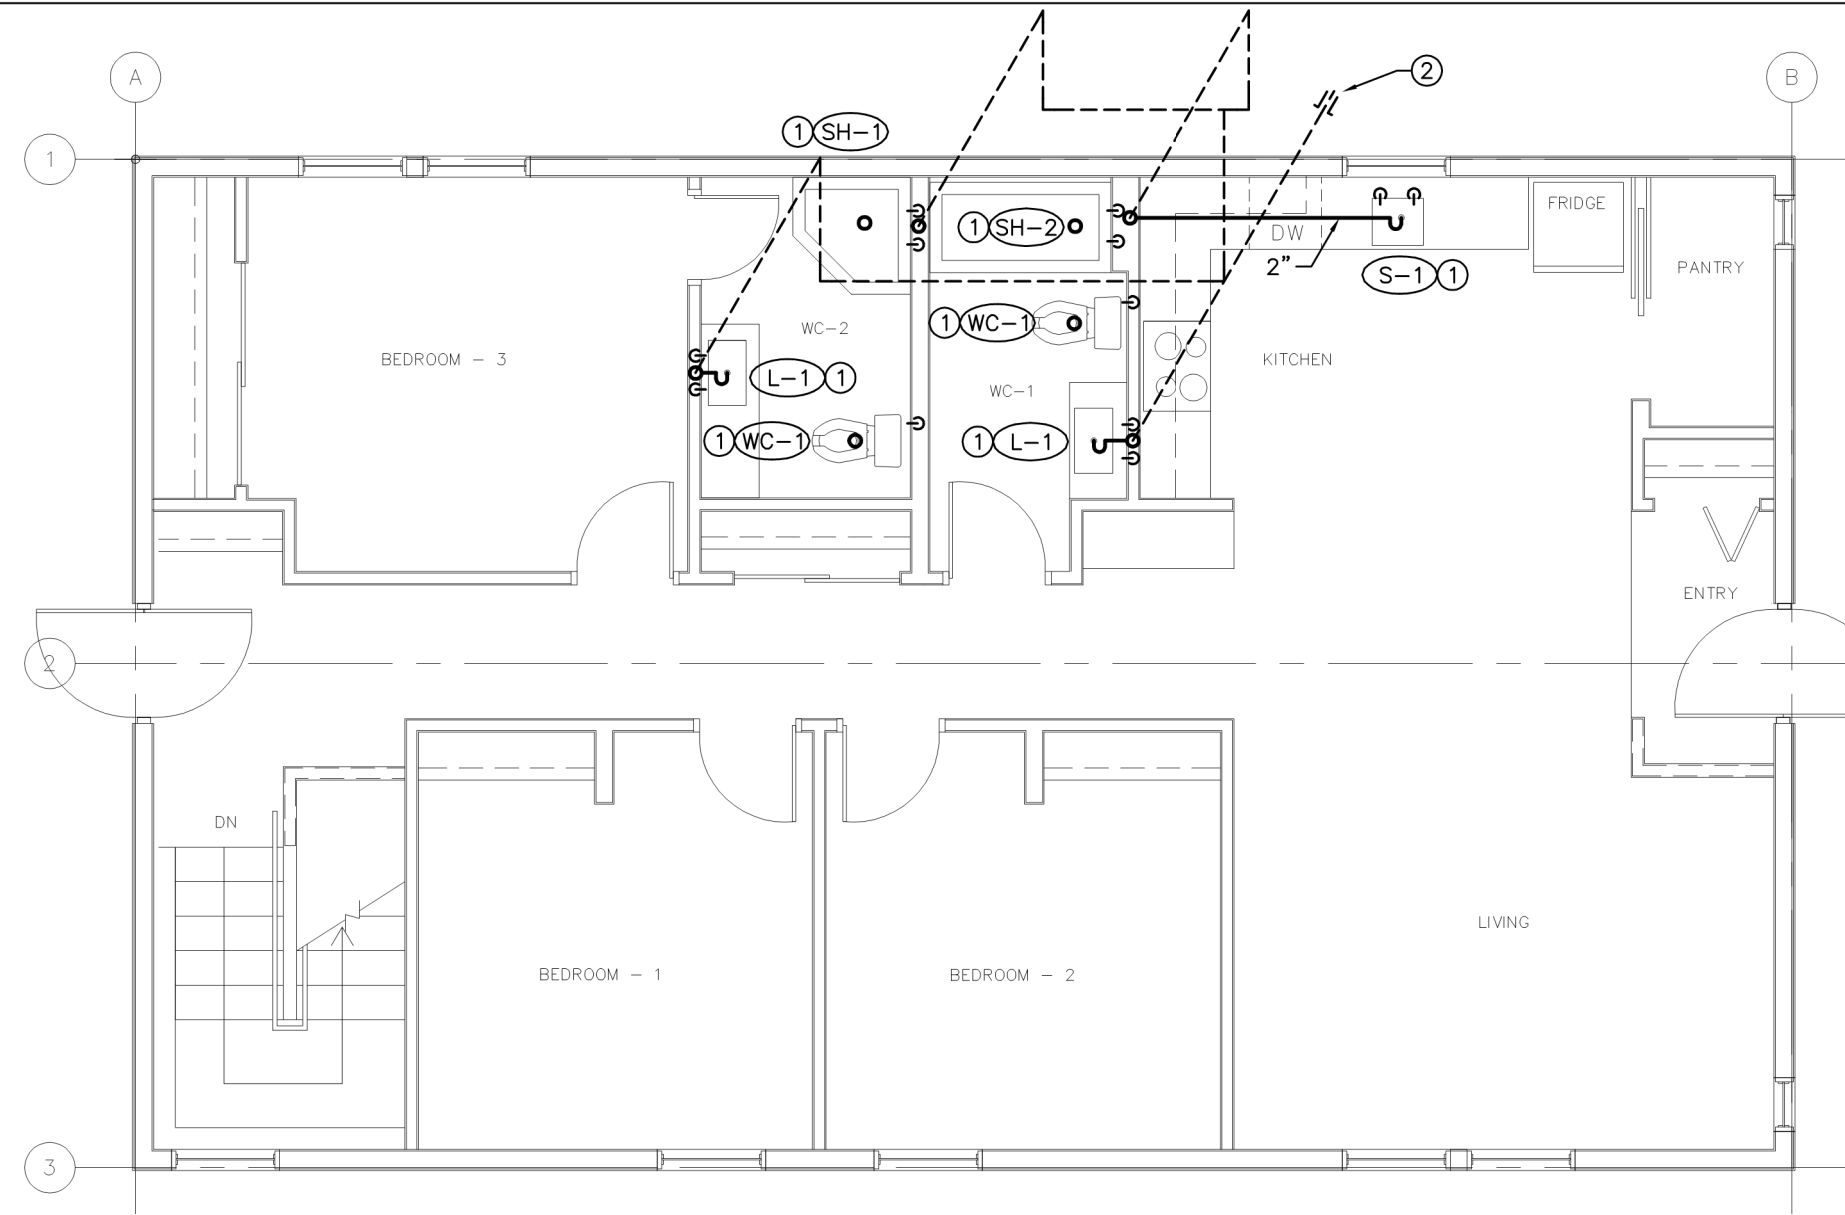 A
2
B
1 SH-1
1
FRIDGE
1 SH-2
DW
2"
S-1 1
PANTRY
1 WC-1
WC-2
BEDROOM - 3
KITCHEN
L-1 1
WC-1
1 WC-1
1 L-1
ENTRY
2
DN
LIVING
BEDROOM - 1
BEDROOM - 2
3